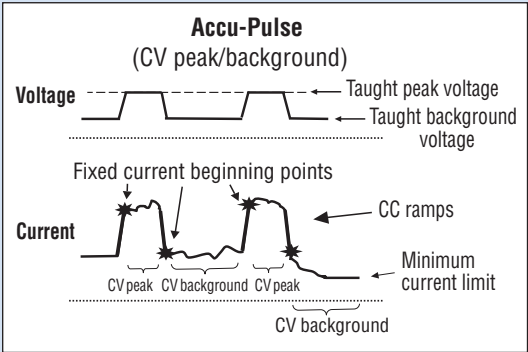 Accu-Pulse
(CV peak/background)
Voltage
Taught peak voltage
Taught background
voltage
Fixed current beginning points
Current
CC ramps
CV peak
CV background
CV peak
Minimum
current limit
CV background